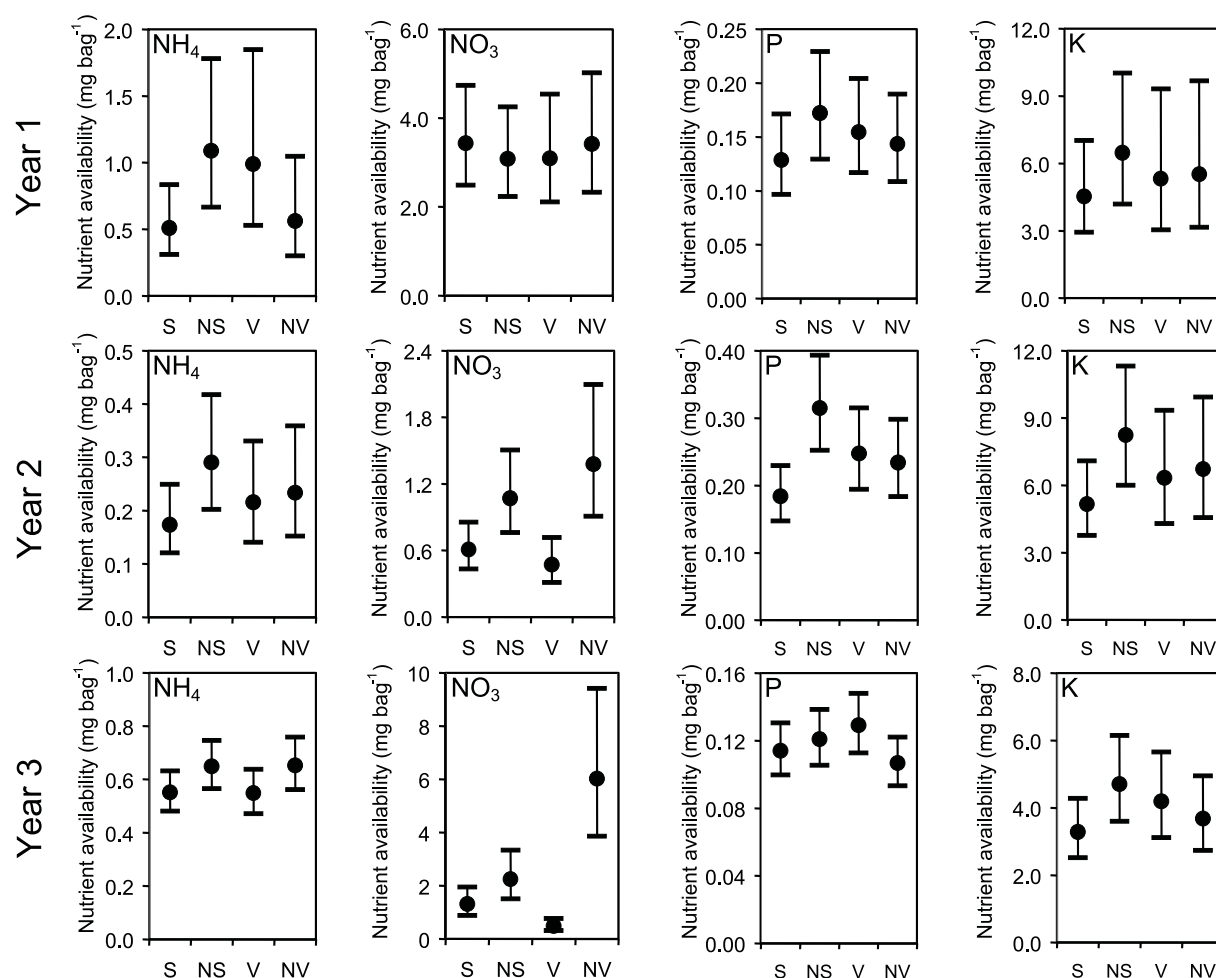 Year 1
Nutrient availability (mg bag⁻¹)
NH₄
2.0
1.5
1.0
0.5
0.0
S NS V NV
Nutrient availability (mg bag⁻¹)
NO₃
6.0
4.0
2.0
0.0
S NS V NV
Nutrient availability (mg bag⁻¹)
P
0.25
0.20
0.15
0.10
0.05
0.00
S NS V NV
Nutrient availability (mg bag⁻¹)
K
12.0
9.0
6.0
3.0
0.0
S NS V NV
Year 2
Nutrient availability (mg bag⁻¹)
NH₄
0.5
0.4
0.3
0.2
0.1
0.0
S NS V NV
Nutrient availability (mg bag⁻¹)
NO₃
2.4
1.8
1.2
0.6
0.0
S NS V NV
Nutrient availability (mg bag⁻¹)
P
0.40
0.30
0.20
0.10
0.00
S NS V NV
Nutrient availability (mg bag⁻¹)
K
12.0
9.0
6.0
3.0
0.0
S NS V NV
Year 3
Nutrient availability (mg bag⁻¹)
NH₄
1.0
0.8
0.6
0.4
0.2
0.0
S NS V NV
Nutrient availability (mg bag⁻¹)
NO₃
10
8
6
4
2
0
S NS V NV
Nutrient availability (mg bag⁻¹)
P
0.16
0.12
0.08
0.04
0.00
S NS V NV
Nutrient availability (mg bag⁻¹)
K
8.0
6.0
4.0
2.0
0.0
S NS V NV